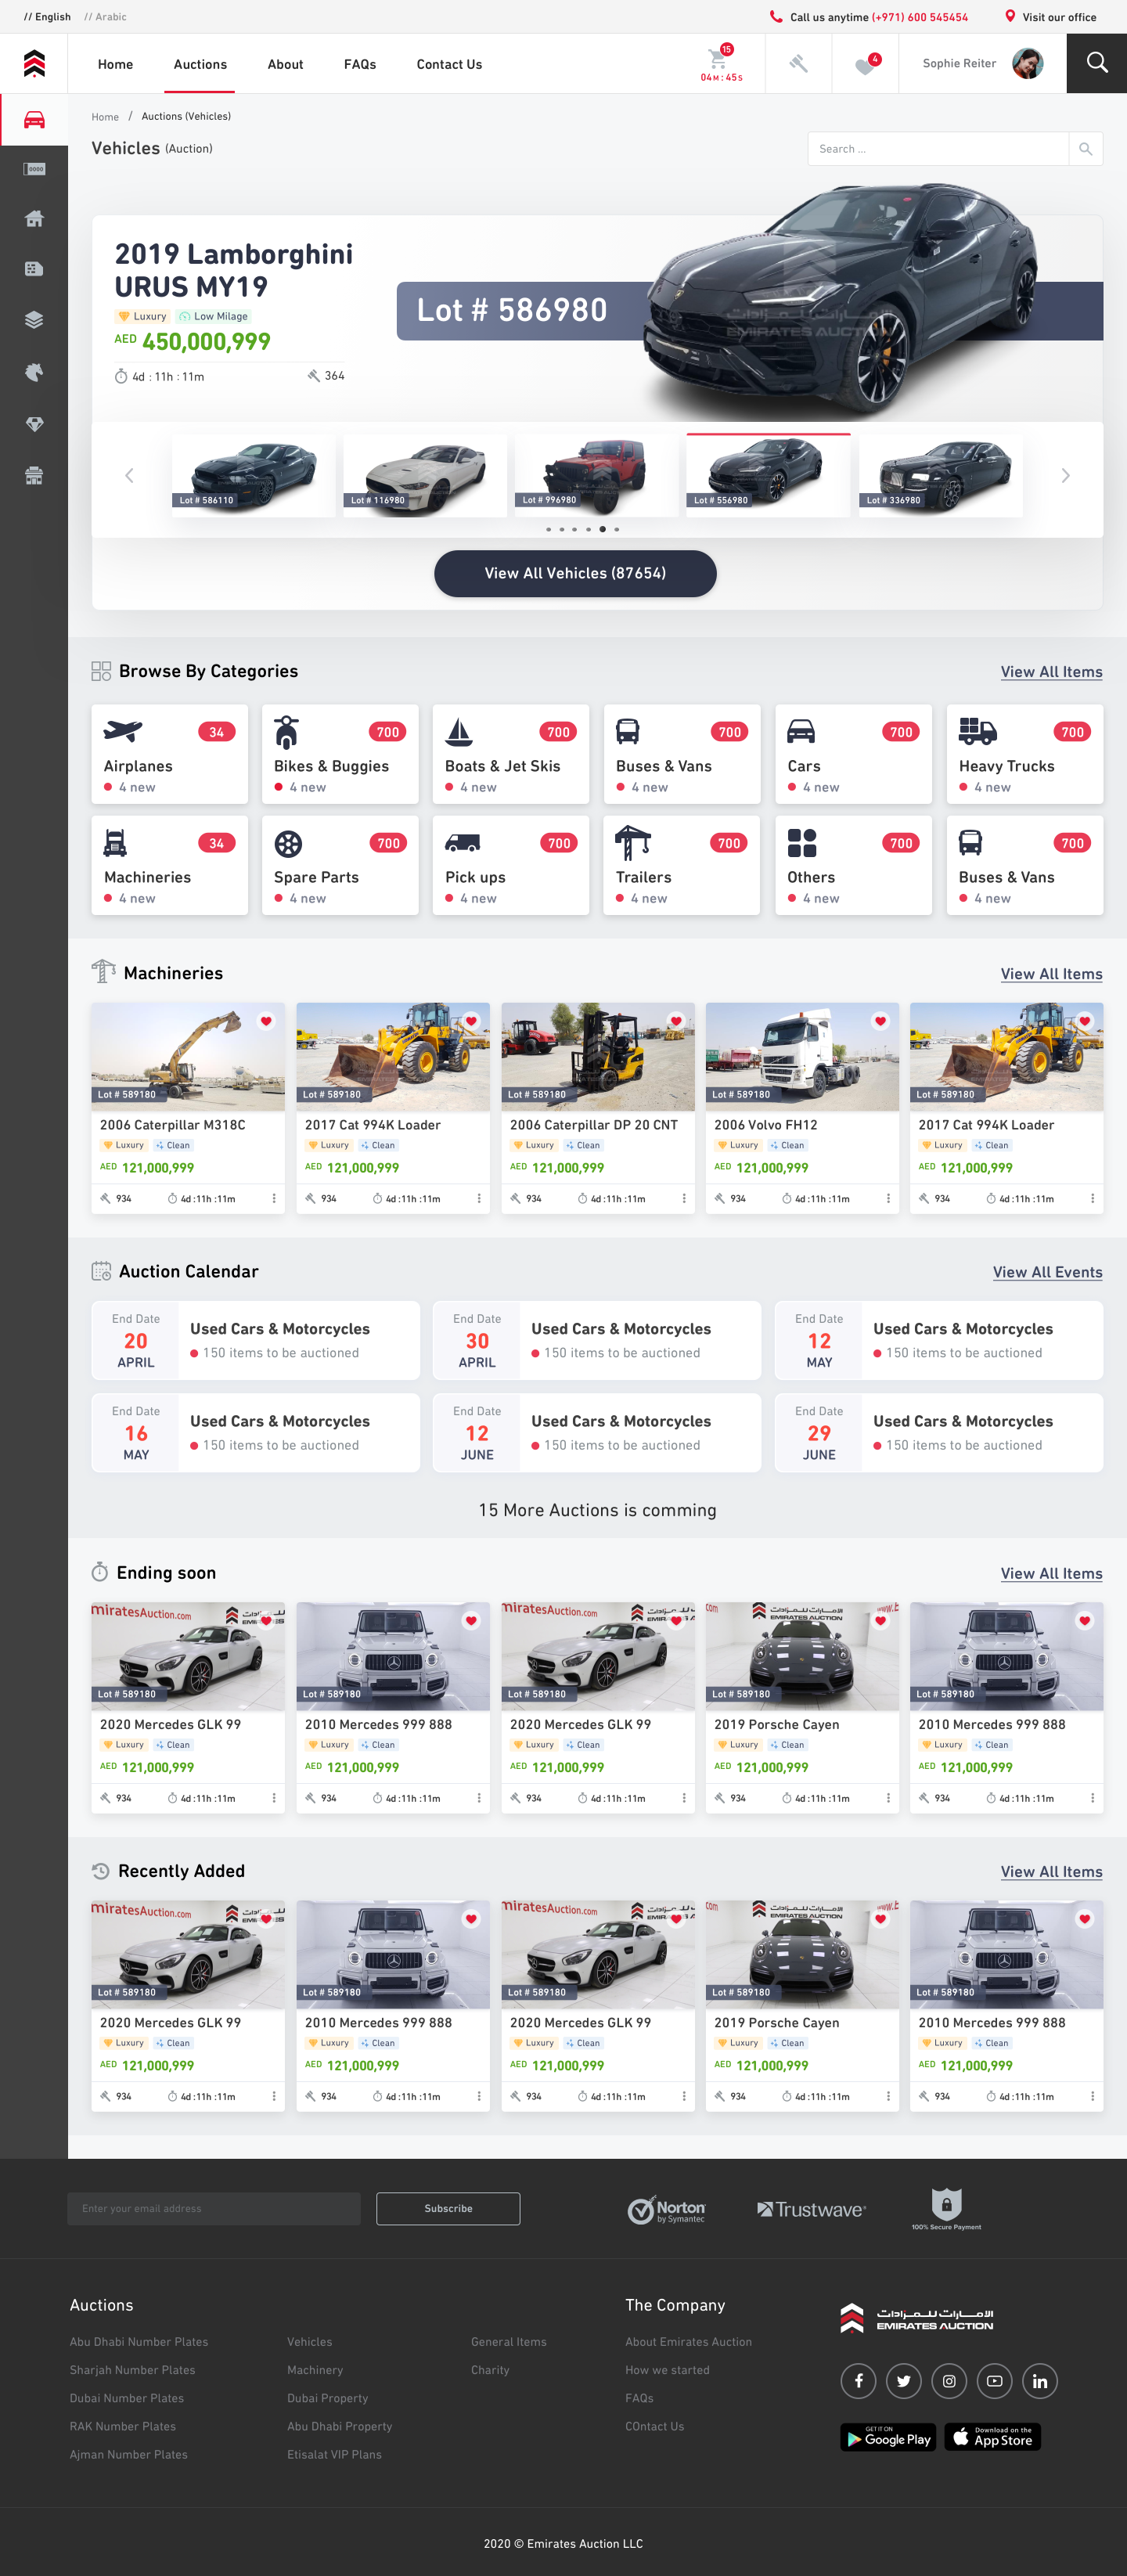 // English // Arabic
Call us anytime (+971) 600 545454
Visit our office
Home Auctions About FAQs Contact Us
15
04M : 45S
4
Sophie Reiter
0000
Home / Auctions (Vehicles)
Vehicles (Auction)
Search ...
2019 Lamborghini
URUS MY19
Luxury Low Milage
AED 450,000,999
4d : 11h : 11m 364
Lot # 586980
EMIRATES AUCTION
Lot # 586110
Lot # 116980
Lot # 996980
Lot # 556980
Lot # 336980
View All Vehicles (87654)
Browse By Categories View All Items
34 700 700 700 700 700
Airplanes Bikes & Buggies Boats & Jet Skis Buses & Vans Cars Heavy Trucks
4 new 4 new 4 new 4 new 4 new 4 new
34 700 700 700 700 700
Machineries Spare Parts Pick ups Trailers Others Buses & Vans
4 new 4 new 4 new 4 new 4 new 4 new
Machineries View All Items
Lot # 589180 Lot # 589180 Lot # 589180 Lot # 589180 Lot # 589180
2006 Caterpillar M318C 2017 Cat 994K Loader 2006 Caterpillar DP 20 CNT 2006 Volvo FH12 2017 Cat 994K Loader
Luxury Clean Luxury Clean Luxury Clean Luxury Clean Luxury Clean
AED 121,000,999 AED 121,000,999 AED 121,000,999 AED 121,000,999 AED 121,000,999
934 4d :11h :11m 934 4d :11h :11m 934 4d :11h :11m 934 4d :11h :11m 934 4d :11h :11m
Auction Calendar View All Events
End Date 20 APRIL
Used Cars & Motorcycles
150 items to be auctioned
End Date 30 APRIL
Used Cars & Motorcycles
150 items to be auctioned
End Date 12 MAY
Used Cars & Motorcycles
150 items to be auctioned
End Date 16 MAY
Used Cars & Motorcycles
150 items to be auctioned
End Date 12 JUNE
Used Cars & Motorcycles
150 items to be auctioned
End Date 29 JUNE
Used Cars & Motorcycles
150 items to be auctioned
15 More Auctions is comming
Ending soon View All Items
miratesAuction.com miratesAuction.com com الامارات للمزادات EMIRATES AUCTION
Lot # 589180 Lot # 589180 Lot # 589180 Lot # 589180 Lot # 589180
2020 Mercedes GLK 99 2010 Mercedes 999 888 2020 Mercedes GLK 99 2019 Porsche Cayen 2010 Mercedes 999 888
Luxury Clean Luxury Clean Luxury Clean Luxury Clean Luxury Clean
AED 121,000,999 AED 121,000,999 AED 121,000,999 AED 121,000,999 AED 121,000,999
934 4d :11h :11m 934 4d :11h :11m 934 4d :11h :11m 934 4d :11h :11m 934 4d :11h :11m
Recently Added View All Items
miratesAuction.com miratesAuction.com com الامارات للمزادات EMIRATES AUCTION
Lot # 589180 Lot # 589180 Lot # 589180 Lot # 589180 Lot # 589180
2020 Mercedes GLK 99 2010 Mercedes 999 888 2020 Mercedes GLK 99 2019 Porsche Cayen 2010 Mercedes 999 888
Luxury Clean Luxury Clean Luxury Clean Luxury Clean Luxury Clean
AED 121,000,999 AED 121,000,999 AED 121,000,999 AED 121,000,999 AED 121,000,999
934 4d :11h :11m 934 4d :11h :11m 934 4d :11h :11m 934 4d :11h :11m 934 4d :11h :11m
Enter your email address Subscribe
Norton
by Symantec
Trustwave®
100% Secure Payment
Auctions
Abu Dhabi Number Plates Vehicles General Items
Sharjah Number Plates Machinery Charity
Dubai Number Plates Dubai Property
RAK Number Plates Abu Dhabi Property
Ajman Number Plates Etisalat VIP Plans
The Company
About Emirates Auction
How we started
FAQs
COntact Us
الامارات للمزادات
EMIRATES AUCTION
GET IT ON
Google Play
Download on the
App Store
2020 © Emirates Auction LLC